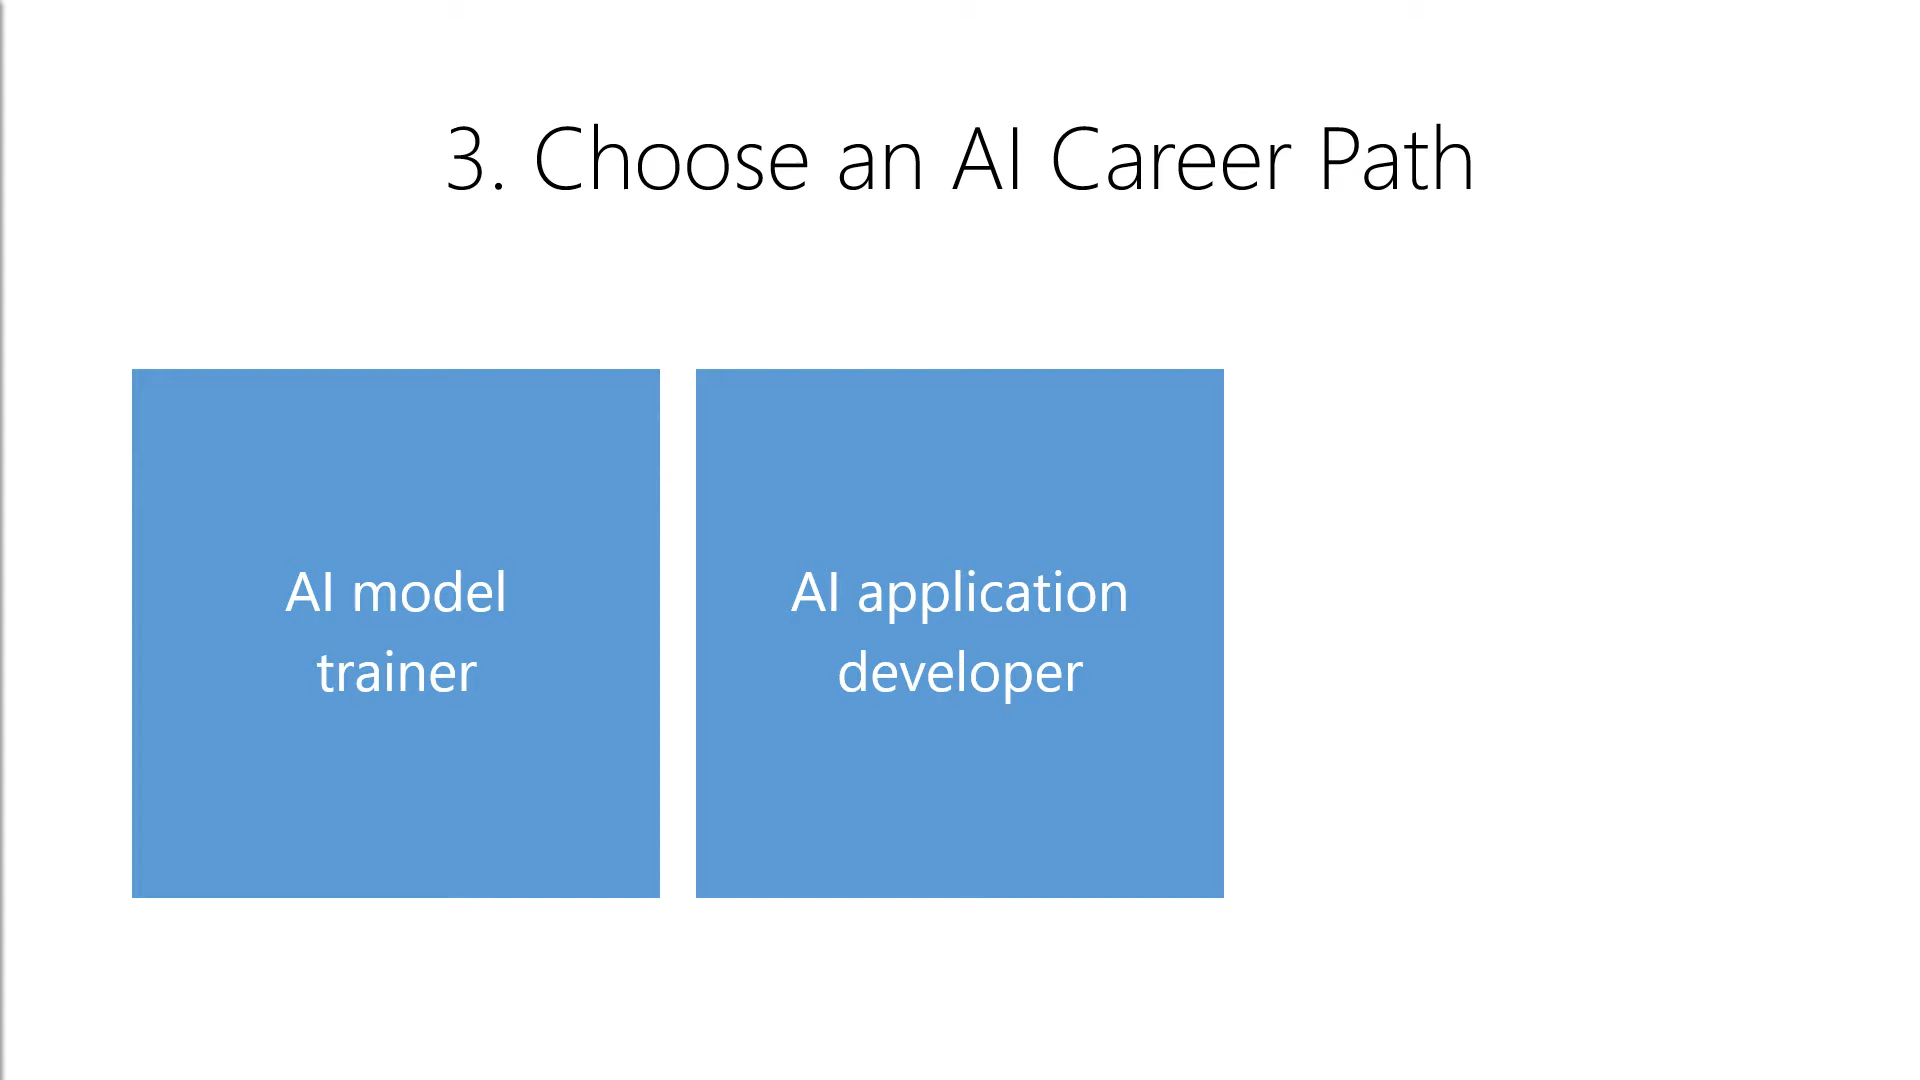 3. Choose an AI Career Path
AI model
trainer
AI application
developer